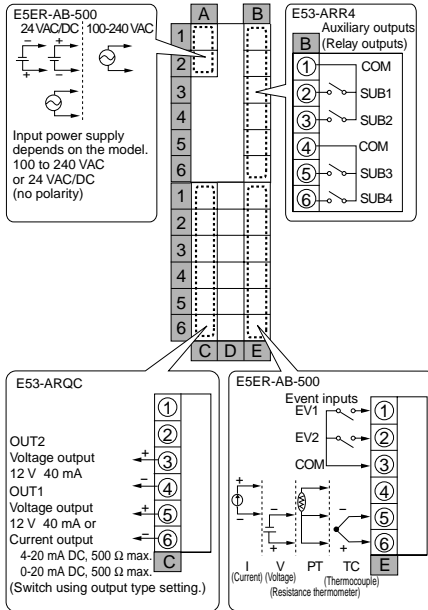 E5ER-AB-500
24 VAC/DC 100-240 VAC
− +
+ −
Input power supply
depends on the model.
100 to 240 VAC
or 24 VAC/DC
(no polarity)
A B
1
2
3
4
5
6
1
2
3
4
5
6
C D E
E53-ARR4
Auxiliary outputs
(Relay outputs)
B
1 COM
2 SUB1
3 SUB2
4 COM
5 SUB3
6 SUB4
E53-ARQC
1
2
3
4
5
6
C
OUT2
Voltage output
12 V 40 mA
OUT1
Voltage output
12 V 40 mA or
Current output
4-20 mA DC, 500 Ω max.
0-20 mA DC, 500 Ω max.
(Switch using output type setting.)
+
−
+
−
E5ER-AB-500
Event inputs
EV1
EV2
COM
1
2
3
4
5
6
E
+
−
−
+
−
+
I V PT TC
(Current) (Voltage) (Thermocouple)
(Resistance thermometer)